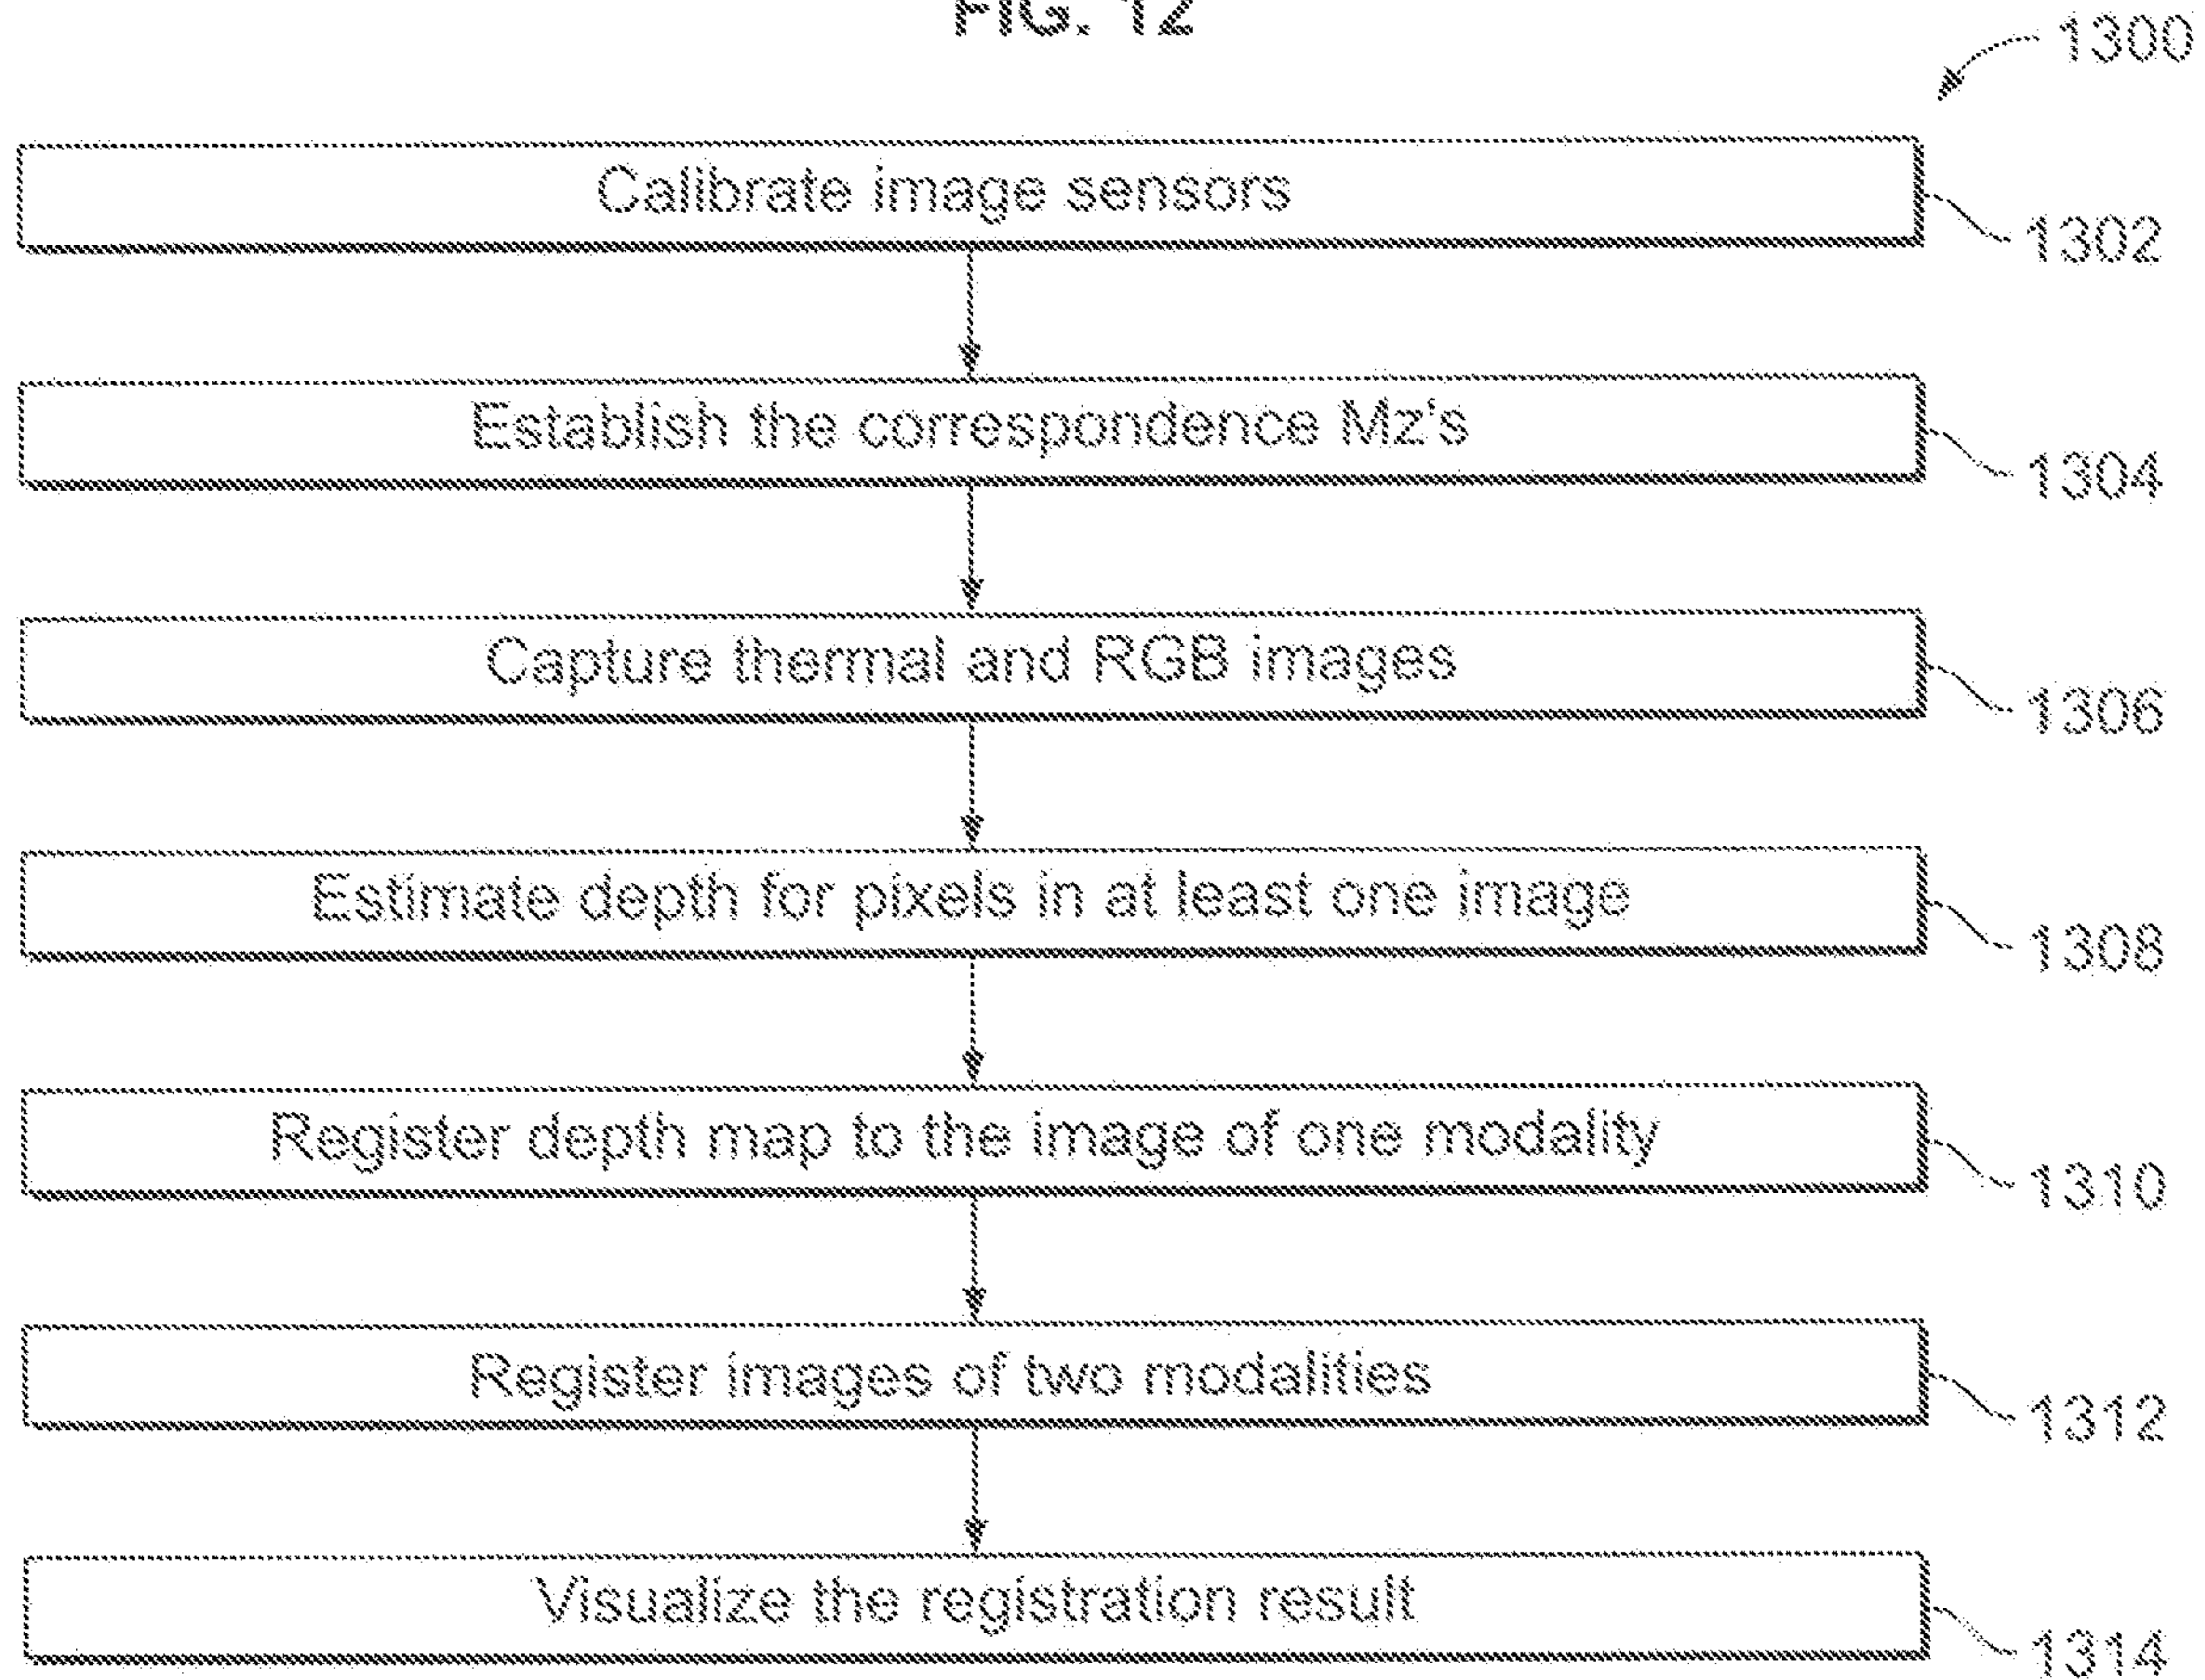 FIG. 12
1300
Calibrate image sensors
1302
Establish the correspondence Mz's
1304
Capture thermal and RGB images
1306
Estimate depth for pixels in at least one image
1308
Register depth map to the image of one modality
1310
Register images of two modalities
1312
Visualize the registration result
1314